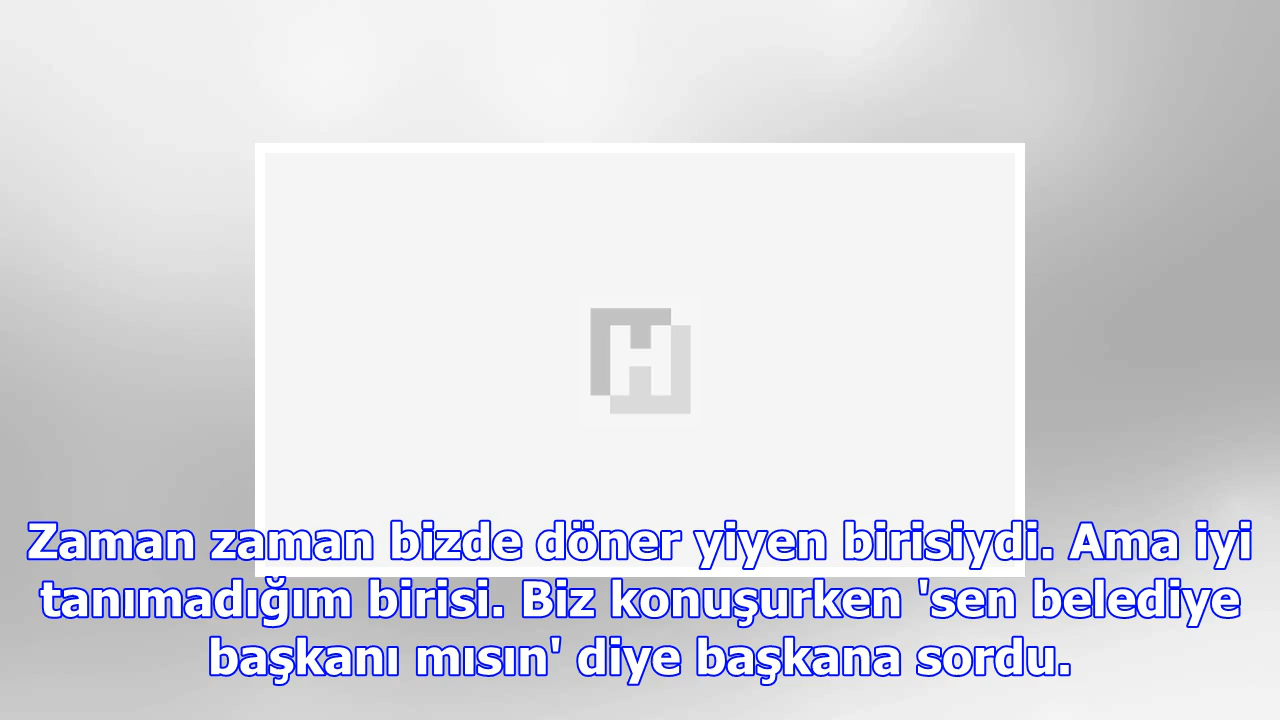 Zaman zaman bizde döner yiyen birisiydi. Ama iyi
tanımadığım birisi. Biz konuşurken 'sen belediye
başkanı mısın' diye başkana sordu.